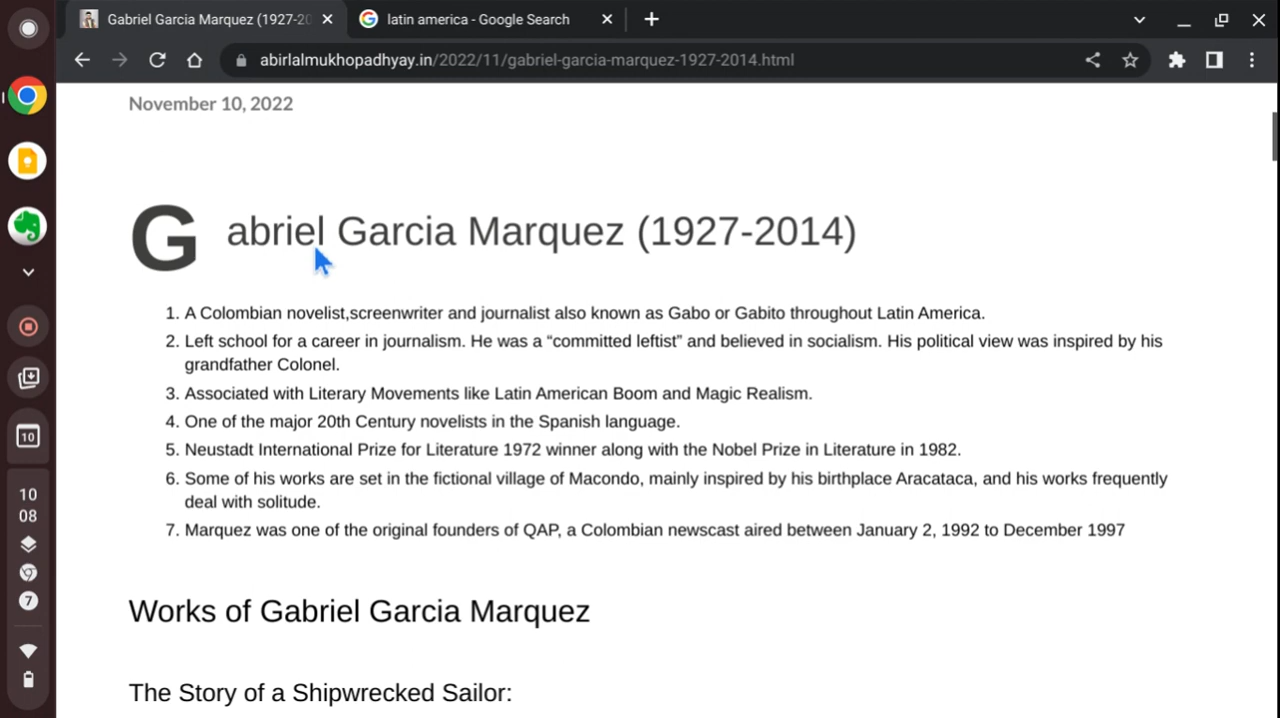 Gabriel Garcia Marquez (1927-20
latin america - Google Search
abirlalmukhopadhyay.in/2022/11/gabriel-garcia-marquez-1927-2014.html
November 10, 2022
Gabriel Garcia Marquez (1927-2014)
1. A Colombian novelist,screenwriter and journalist also known as Gabo or Gabito throughout Latin America.
2. Left school for a career in journalism. He was a “committed leftist” and believed in socialism. His political view was inspired by his
grandfather Colonel.
3. Associated with Literary Movements like Latin American Boom and Magic Realism.
4. One of the major 20th Century novelists in the Spanish language.
5. Neustadt International Prize for Literature 1972 winner along with the Nobel Prize in Literature in 1982.
6. Some of his works are set in the fictional village of Macondo, mainly inspired by his birthplace Aracataca, and his works frequently
deal with solitude.
7. Marquez was one of the original founders of QAP, a Colombian newscast aired between January 2, 1992 to December 1997
Works of Gabriel Garcia Marquez
The Story of a Shipwrecked Sailor:
10
10
08
7